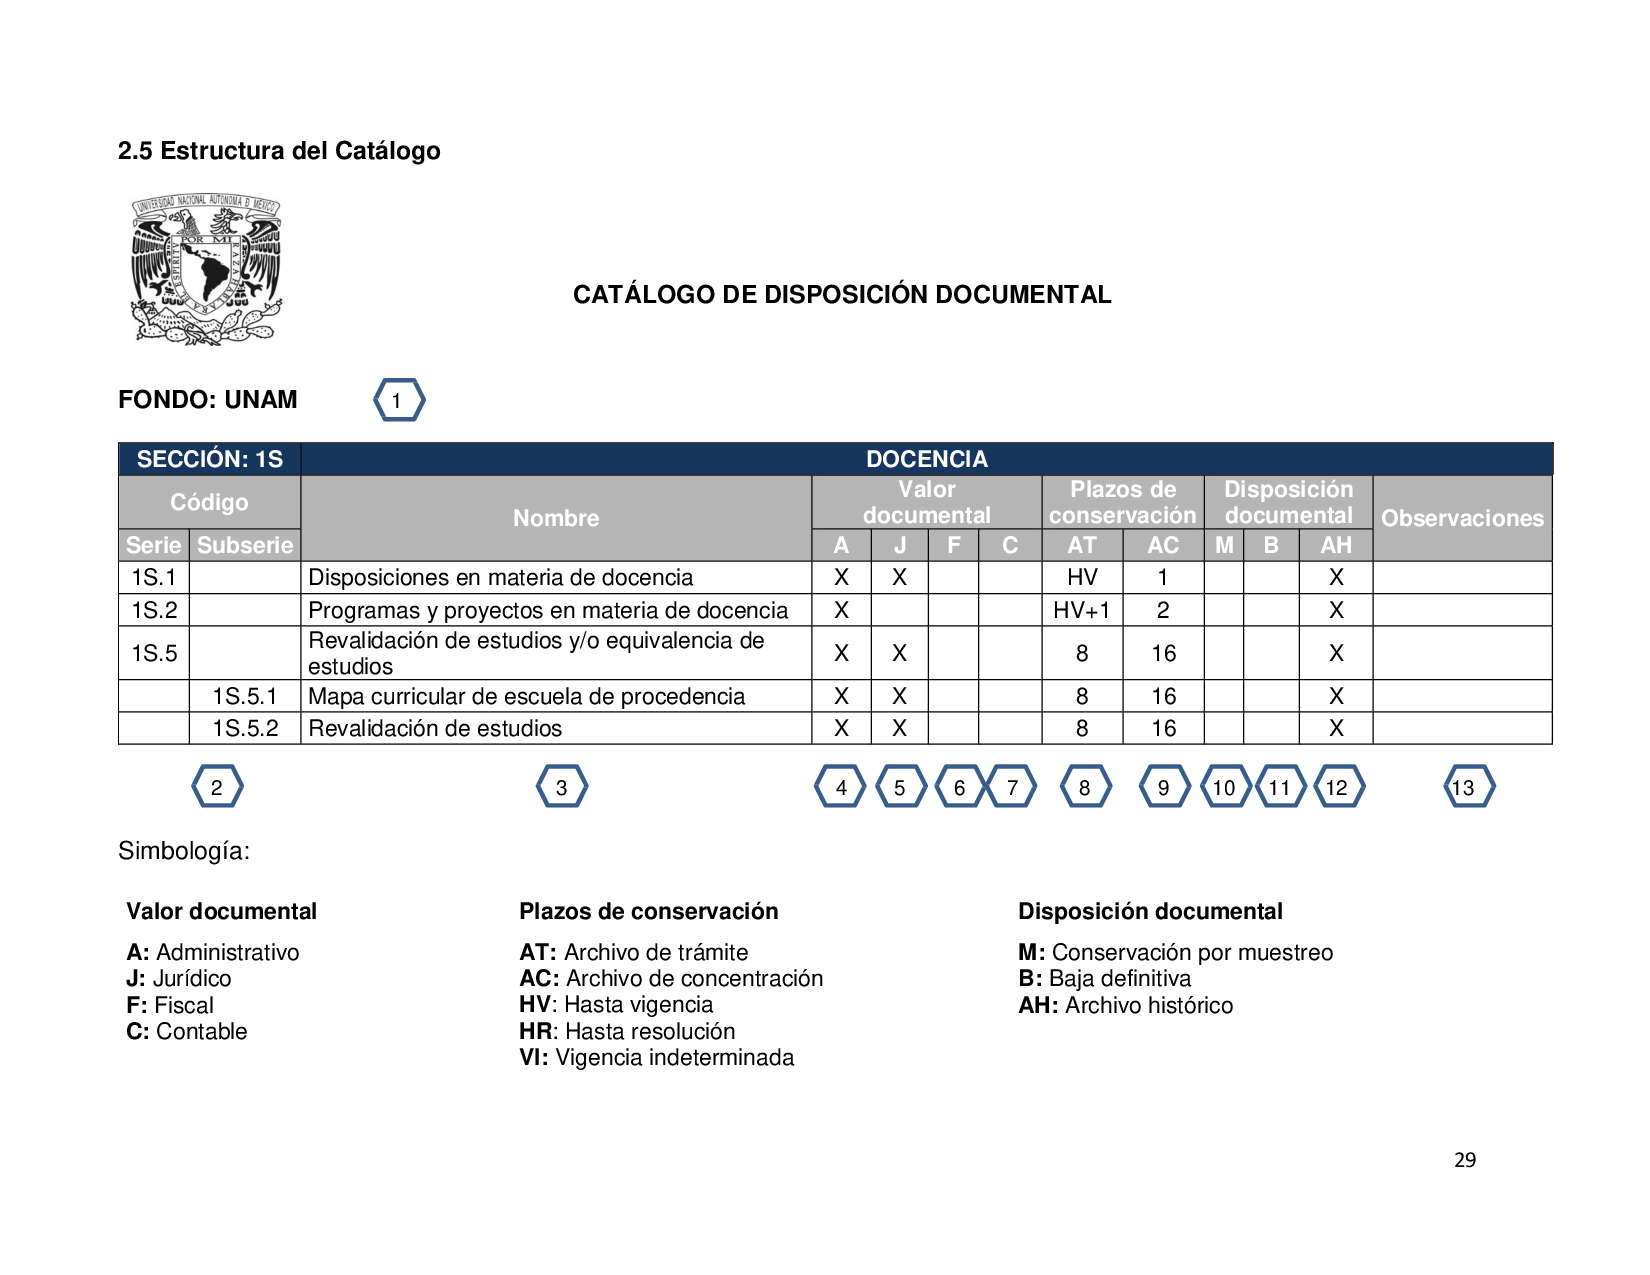 2.5 Estructura del Catálogo
UNIVERSIDAD NACIONAL AUTONOMA D MEXICO
POR MI RAZA HABLARA EL ESPIRITV
CATÁLOGO DE DISPOSICIÓN DOCUMENTAL
FONDO: UNAM 1
SECCIÓN: 1S DOCENCIA
Código Nombre Valor documental Plazos de conservación Disposición documental Observaciones
Serie Subserie A J F C AT AC M B AH
1S.1 Disposiciones en materia de docencia X X HV 1 X
1S.2 Programas y proyectos en materia de docencia X HV+1 2 X
1S.5 Revalidación de estudios y/o equivalencia de estudios X X 8 16 X
1S.5.1 Mapa curricular de escuela de procedencia X X 8 16 X
1S.5.2 Revalidación de estudios X X 8 16 X
2 3 4 5 6 7 8 9 10 11 12 13
Simbología:
Valor documental
A: Administrativo
J: Jurídico
F: Fiscal
C: Contable
Plazos de conservación
AT: Archivo de trámite
AC: Archivo de concentración
HV: Hasta vigencia
HR: Hasta resolución
VI: Vigencia indeterminada
Disposición documental
M: Conservación por muestreo
B: Baja definitiva
AH: Archivo histórico
29